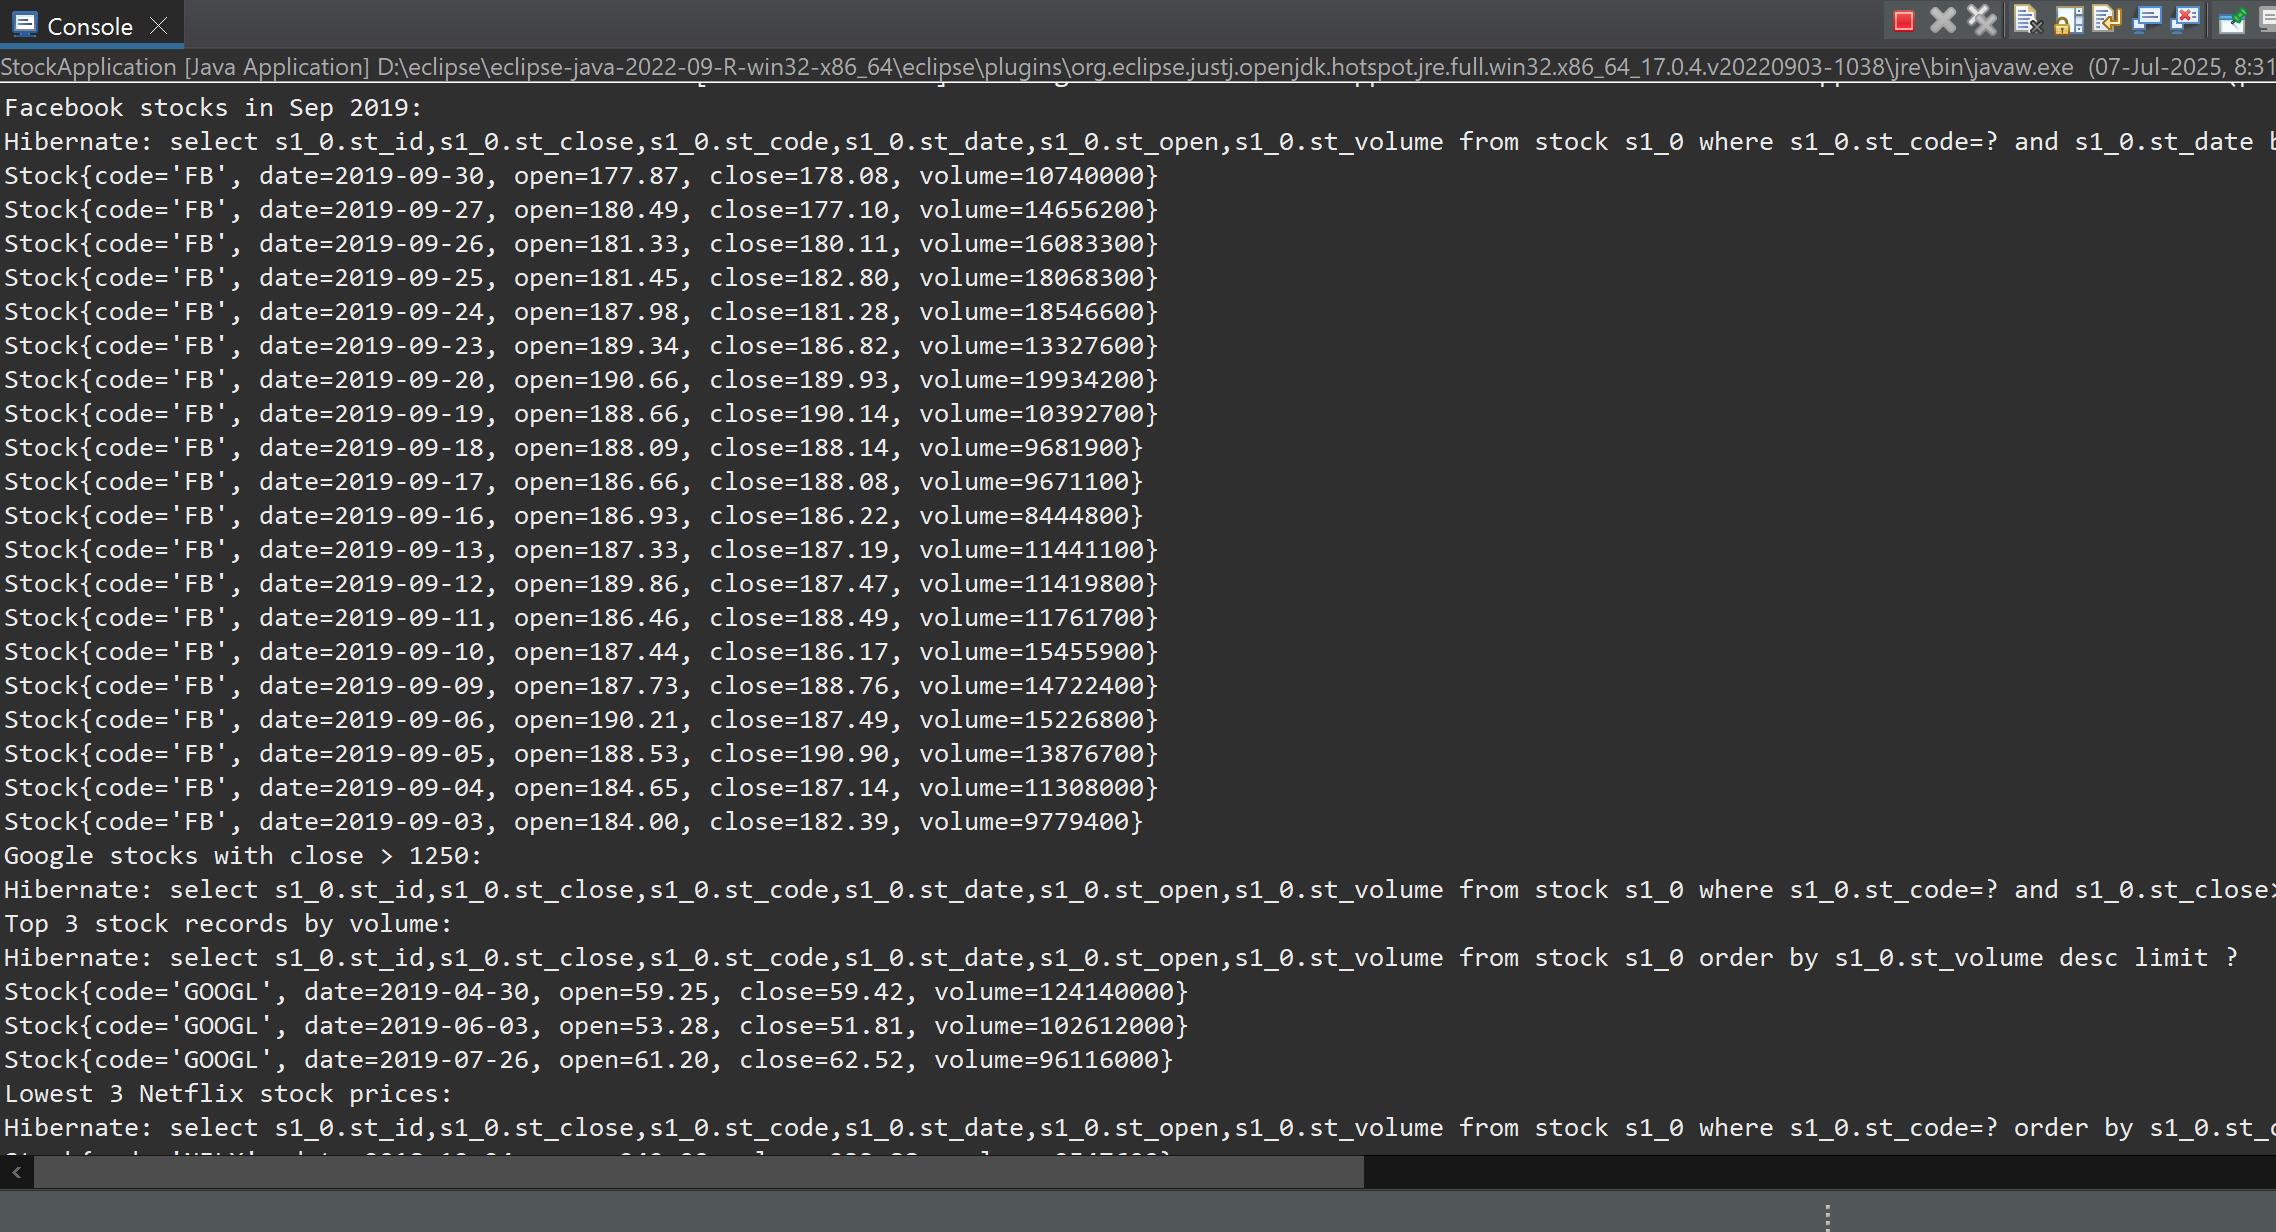 Console
StockApplication [Java Application] D:\eclipse\eclipse-java-2022-09-R-win32-x86_64\eclipse\plugins\org.eclipse.justj.openjdk.hotspot.jre.full.win32.x86_64_17.0.4.v20220903-1038\jre\bin\javaw.exe (07-Jul-2025, 8:31
Facebook stocks in Sep 2019:
Hibernate: select s1_0.st_id,s1_0.st_close,s1_0.st_code,s1_0.st_date,s1_0.st_open,s1_0.st_volume from stock s1_0 where s1_0.st_code=? and s1_0.st_date
Stock{code='FB', date=2019-09-30, open=177.87, close=178.08, volume=10740000}
Stock{code='FB', date=2019-09-27, open=180.49, close=177.10, volume=14656200}
Stock{code='FB', date=2019-09-26, open=181.33, close=180.11, volume=16083300}
Stock{code='FB', date=2019-09-25, open=181.45, close=182.80, volume=18068300}
Stock{code='FB', date=2019-09-24, open=187.98, close=181.28, volume=18546600}
Stock{code='FB', date=2019-09-23, open=189.34, close=186.82, volume=13327600}
Stock{code='FB', date=2019-09-20, open=190.66, close=189.93, volume=19934200}
Stock{code='FB', date=2019-09-19, open=188.66, close=190.14, volume=10392700}
Stock{code='FB', date=2019-09-18, open=188.09, close=188.14, volume=9681900}
Stock{code='FB', date=2019-09-17, open=186.66, close=188.08, volume=9671100}
Stock{code='FB', date=2019-09-16, open=186.93, close=186.22, volume=8444800}
Stock{code='FB', date=2019-09-13, open=187.33, close=187.19, volume=11441100}
Stock{code='FB', date=2019-09-12, open=189.86, close=187.47, volume=11419800}
Stock{code='FB', date=2019-09-11, open=186.46, close=188.49, volume=11761700}
Stock{code='FB', date=2019-09-10, open=187.44, close=186.17, volume=15455900}
Stock{code='FB', date=2019-09-09, open=187.73, close=188.76, volume=14722400}
Stock{code='FB', date=2019-09-06, open=190.21, close=187.49, volume=15226800}
Stock{code='FB', date=2019-09-05, open=188.53, close=190.90, volume=13876700}
Stock{code='FB', date=2019-09-04, open=184.65, close=187.14, volume=11308000}
Stock{code='FB', date=2019-09-03, open=184.00, close=182.39, volume=9779400}
Google stocks with close > 1250:
Hibernate: select s1_0.st_id,s1_0.st_close,s1_0.st_code,s1_0.st_date,s1_0.st_open,s1_0.st_volume from stock s1_0 where s1_0.st_code=? and s1_0.st_close>
Top 3 stock records by volume:
Hibernate: select s1_0.st_id,s1_0.st_close,s1_0.st_code,s1_0.st_date,s1_0.st_open,s1_0.st_volume from stock s1_0 order by s1_0.st_volume desc limit ?
Stock{code='GOOGL', date=2019-04-30, open=59.25, close=59.42, volume=124140000}
Stock{code='GOOGL', date=2019-06-03, open=53.28, close=51.81, volume=102612000}
Stock{code='GOOGL', date=2019-07-26, open=61.20, close=62.52, volume=96116000}
Lowest 3 Netflix stock prices:
Hibernate: select s1_0.st_id,s1_0.st_close,s1_0.st_code,s1_0.st_date,s1_0.st_open,s1_0.st_volume from stock s1_0 where s1_0.st_code=? order by s1_0.st_c